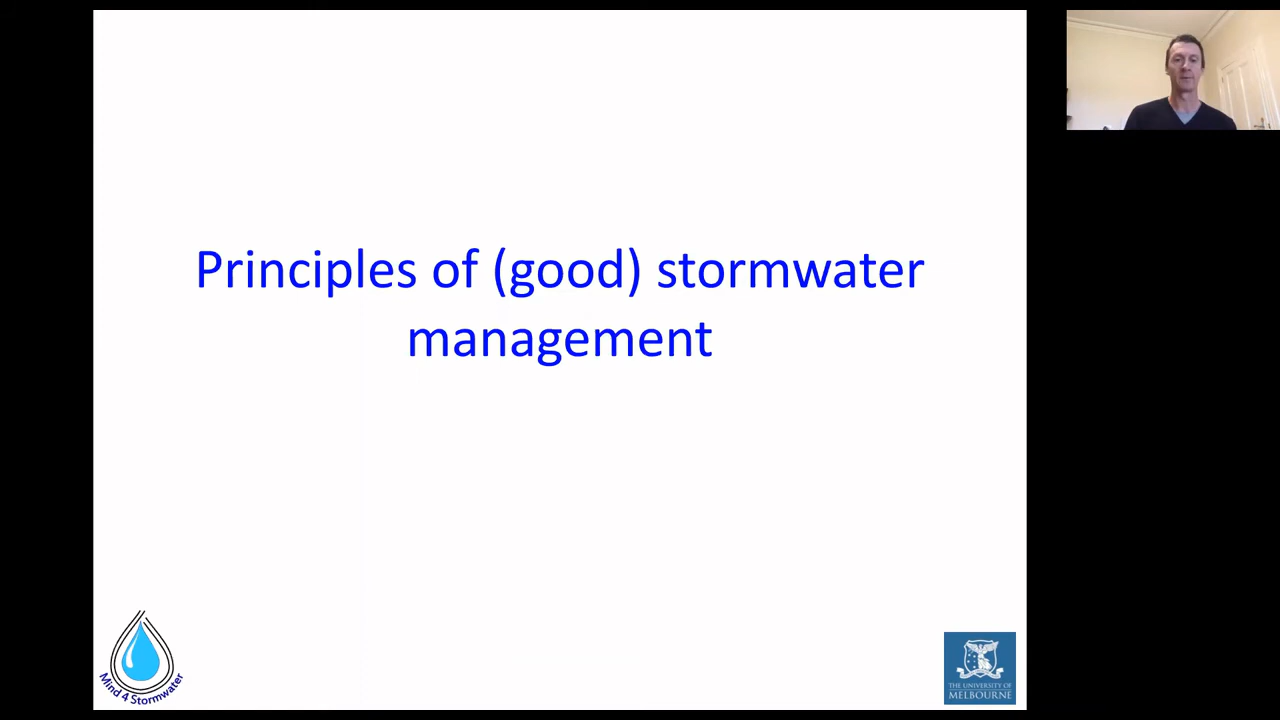 Principles of (good) stormwater
management
Mind 4 Stormwater
THE UNIVERSITY OF
MELBOURNE